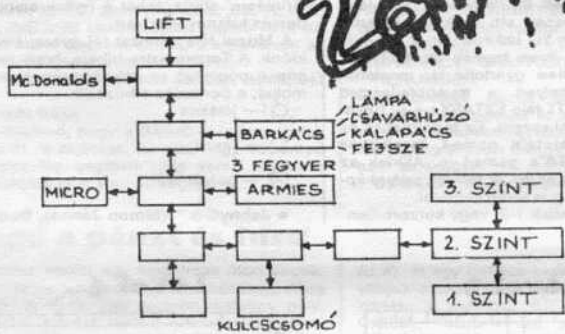 LIFT
Mc.Donalds
LÁMPA
BARKÁCS
CSAVARHÚZÓ
KALAPÁCS
FEJSZE
3 FEGYVER
MICRO
ARMIES
3. SZINT
2. SZINT
1. SZINT
KULCSCSOMÓ